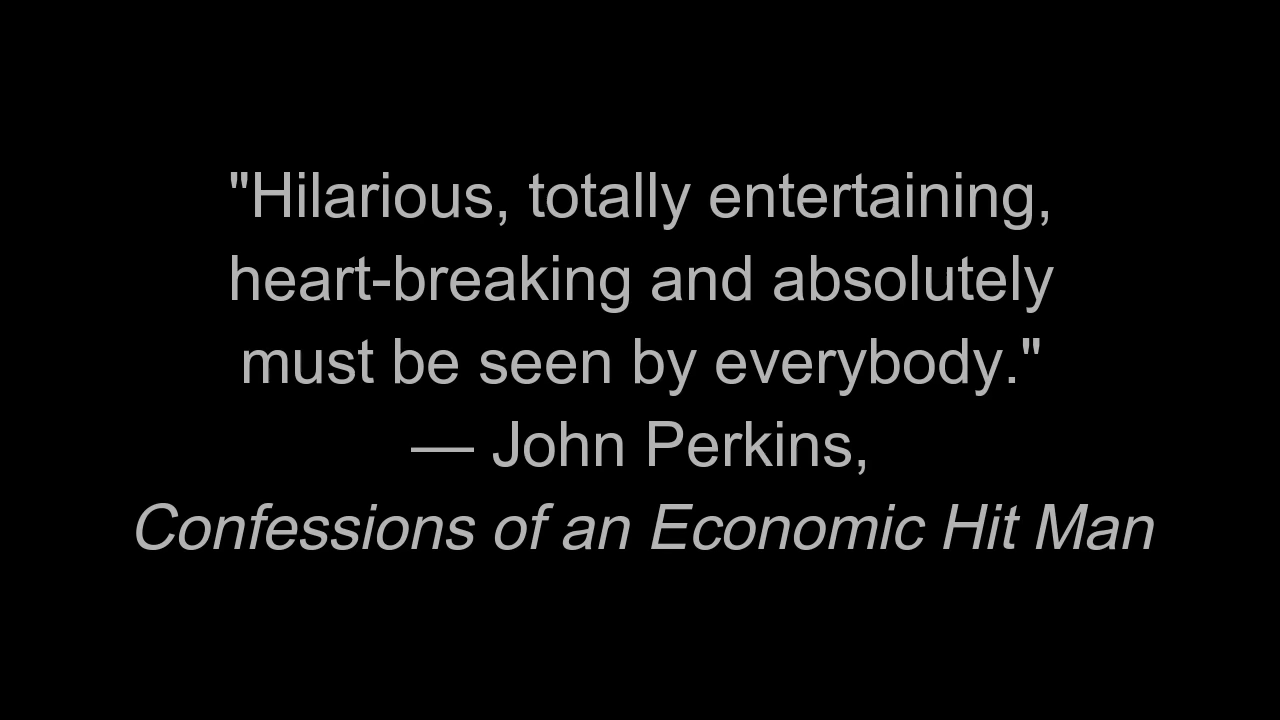 "Hilarious, totally entertaining,
heart-breaking and absolutely
must be seen by everybody."
— John Perkins,
Confessions of an Economic Hit Man